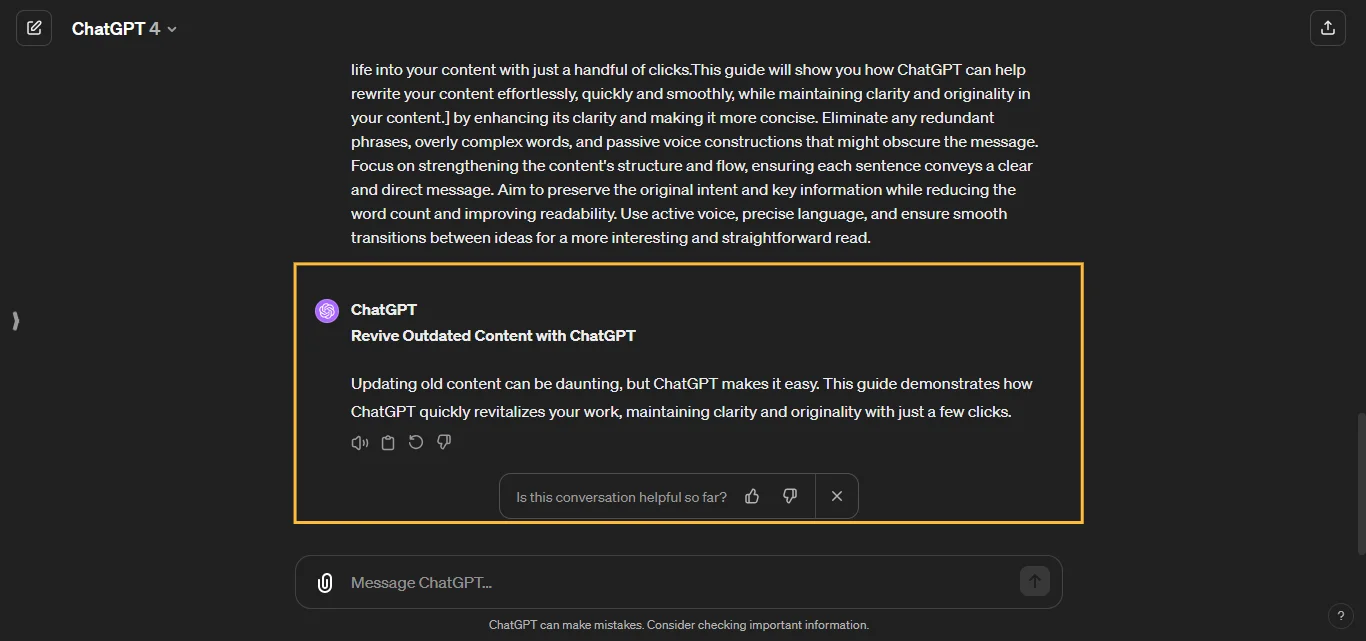 ChatGPT 4
life into your content with just a handful of clicks.This guide will show you how ChatGPT can help
rewrite your content effortlessly, quickly and smoothly, while maintaining clarity and originality in
your content.] by enhancing its clarity and making it more concise. Eliminate any redundant
phrases, overly complex words, and passive voice constructions that might obscure the message.
Focus on strengthening the content's structure and flow, ensuring each sentence conveys a clear
and direct message. Aim to preserve the original intent and key information while reducing the
word count and improving readability. Use active voice, precise language, and ensure smooth
transitions between ideas for a more interesting and straightforward read.
ChatGPT
Revive Outdated Content with ChatGPT
Updating old content can be daunting, but ChatGPT makes it easy. This guide demonstrates how
ChatGPT quickly revitalizes your work, maintaining clarity and originality with just a few clicks.
Is this conversation helpful so far?
Message ChatGPT...
ChatGPT can make mistakes. Consider checking important information.
?